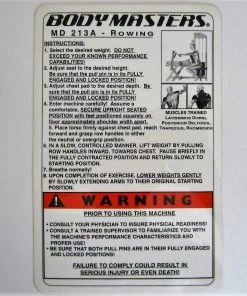 BODYMASTERS®
MD 213A - ROWING
INSTRUCTIONS:
1. Select the desired weight. DO NOT
EXCEED YOUR KNOWN PERFORMANCE
CAPABILITIES!
2. Adjust seat to the desired height.
Be sure that the pull pin is in its FULLY
ENGAGED AND LOCKED POSITION!
3. Adjust chest pad to the desired depth. Be
sure that the pull pin is in its FULLY
ENGAGED AND LOCKED POSITION!
4. Enter machine carefully! Assume a
comfortable, SECURE UPRIGHT SEATED
POSITION with feet positioned squarely on
floor approximately shoulder width apart.
5. Place torso firmly against chest pad, reach
forward and grasp row handles in either
the neutral or overgrip position.
MUSCLES TRAINED
LATISSIMUS DORSI,
POSTERIOR DELTOIDS,
TRAPEZIUS, RHOMBOIDS
6. IN A SLOW, CONTROLLED MANNER, LIFT WEIGHT BY PULLING
ROW HANDLES INWARD, TOWARDS CHEST. PAUSE BRIEFLY IN
THE FULLY CONTRACTED POSITION AND RETURN SLOWLY TO
STARTING POSITION.
7. Breathe normally!
8. UPON COMPLETION OF EXERCISE, LOWER WEIGHTS GENTLY
BY SLOWLY EXTENDING ARMS TO THEIR ORIGINAL STARTING
POSITION.
WARNING
PRIOR TO USING THIS MACHINE
• CONSULT YOUR PHYSICIAN TO INSURE PHYSICAL READINESS!
• CONSULT A TRAINED SUPERVISOR TO FAMILIARIZE YOU WITH
THE MACHINE'S PERFORMANCE CHARACTERISTICS AND
PROPER USE!
• BE SURE THAT BOTH PULL PINS ARE IN THEIR FULLY ENGAGED
AND LOCKED POSITIONS!
FAILURE TO COMPLY COULD RESULT IN
SERIOUS INJURY OR EVEN DEATH!